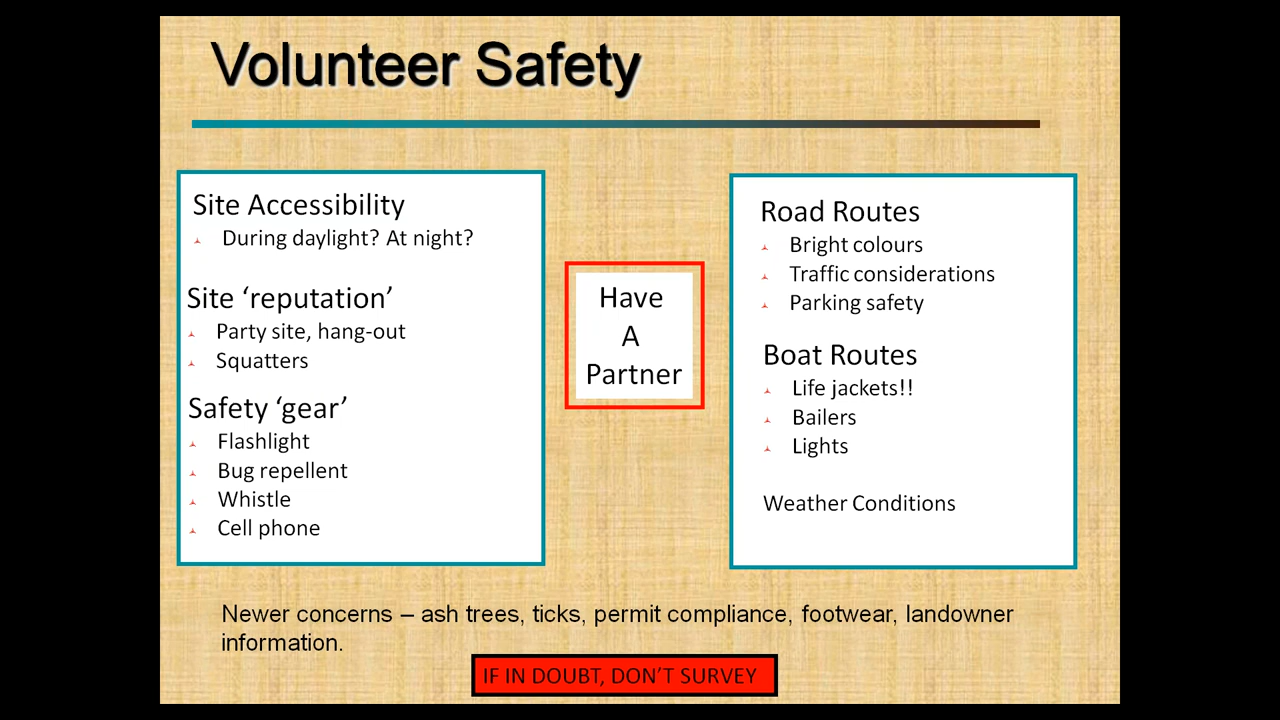 Volunteer Safety
Site Accessibility
During daylight? At night?
Site ‘reputation’
Party site, hang-out
Squatters
Safety ‘gear’
Flashlight
Bug repellent
Whistle
Cell phone
Have
A
Partner
Road Routes
Bright colours
Traffic considerations
Parking safety
Boat Routes
Life jackets!!
Bailers
Lights
Weather Conditions
Newer concerns – ash trees, ticks, permit compliance, footwear, landowner
information.
IF IN DOUBT, DON’T SURVEY